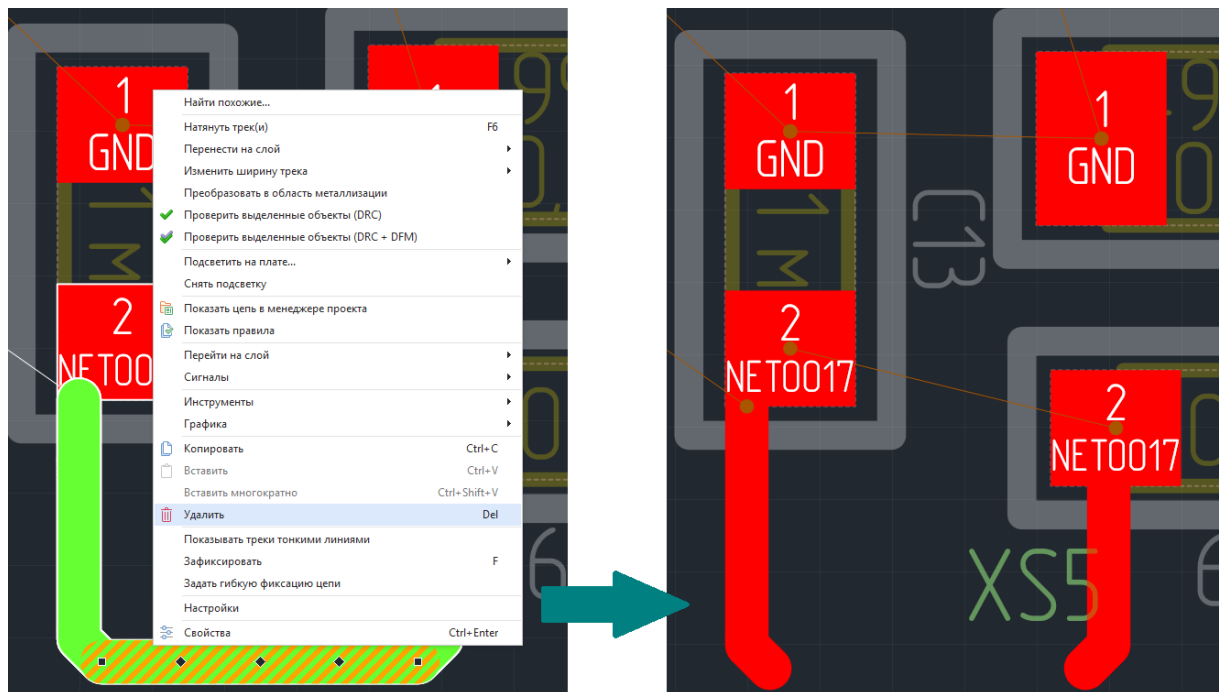 1
GND
1 M
2
NETOO
1
Найти похожие...
Натянуть трек(и) F6
Перенести на слой
Изменить ширину трека
Преобразовать в область металлизации
Проверить выделенные объекты (DRC)
Проверить выделенные объекты (DRC + DFM)
Подсветить на плате...
Снять подсветку
Показать цепь в менеджере проекта
Показать правила
Перейти на слой
Сигналы
Инструменты
Графика
Копировать Ctrl+C
Вставить Ctrl+V
Вставить многократно Ctrl+Shift+V
Удалить Del
Показывать треки тонкими линиями
Зафиксировать F
Задать гибкую фиксацию цепи
Настройки
Свойства Ctrl+Enter
1
GND
1 M
2
NET0017
C13
1
GND
2
NET0017
XS5